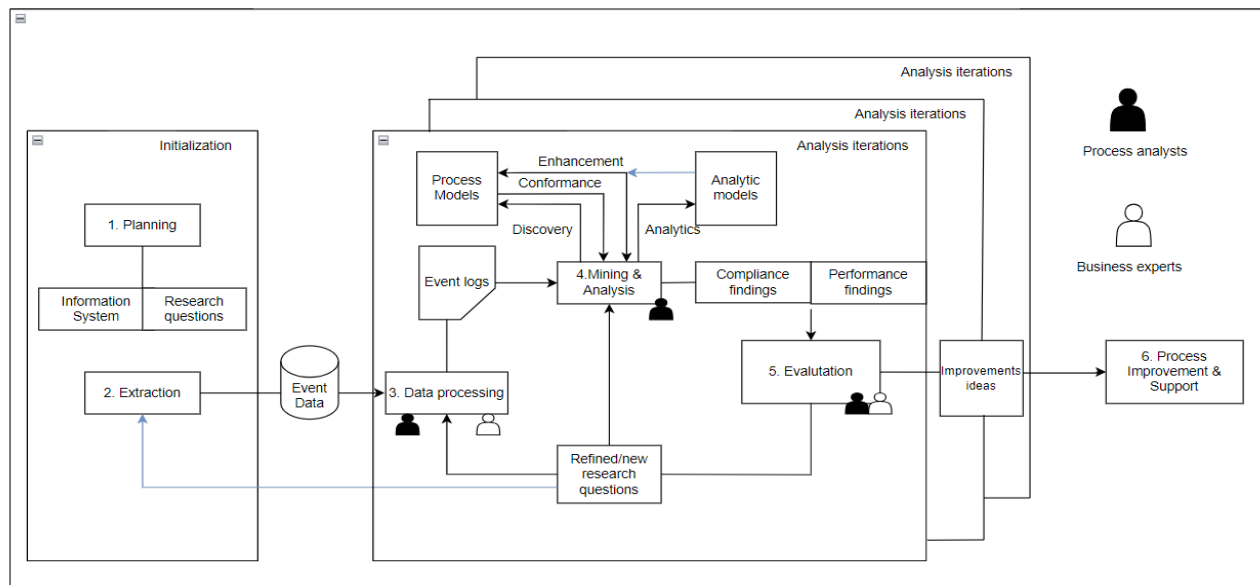 Analysis iterations
Analysis iterations
Initialization
Analysis iterations
Process analysts
Business experts
1. Planning
Information
System
Research
questions
2. Extraction
Event
Data
Process
Models
Enhancement
Conformance
Discovery
Analytics
Analytic
models
Event logs
4.Mining &
Analysis
Compliance
findings
Performance
findings
3. Data processing
5. Evalutation
Improvements
ideas
6. Process
Improvement &
Support
Refined/new
research
questions